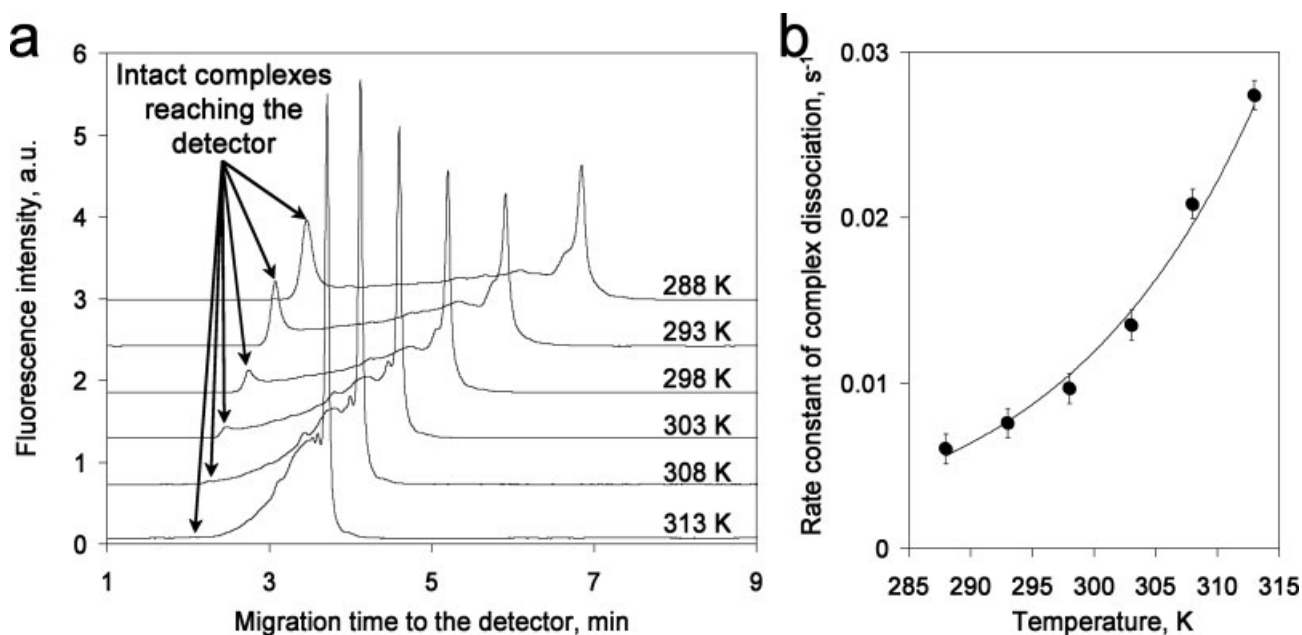 a
Fluorescence intensity, a.u.
6
5
4
3
2
1
0
Intact complexes
reaching the
detector
288 K
293 K
298 K
303 K
308 K
313 K
1 3 5 7 9
Migration time to the detector, min
b
Rate constant of complex dissociation, s⁻¹
0.03
0.02
0.01
0
285 290 295 300 305 310 315
Temperature, K